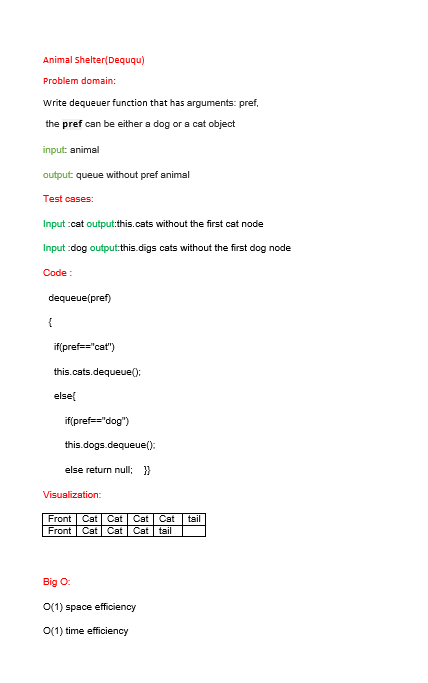 Animal Shelter(Deququ)
Problem domain:
Write dequeuer function that has arguments: pref,
the pref can be either a dog or a cat object
input: animal
output: queue without pref animal
Test cases:
Input :cat output:this.cats without the first cat node
Input :dog output:this.digs cats without the first dog node
Code :
dequeue(pref)
{
if(pref=="cat")
this.cats.dequeue();
else{
if(pref=="dog")
this.dogs.dequeue();
else return null; }}
Visualization:
Front Cat Cat Cat Cat tail
Front Cat Cat Cat tail
Big O:
O(1) space efficiency
O(1) time efficiency